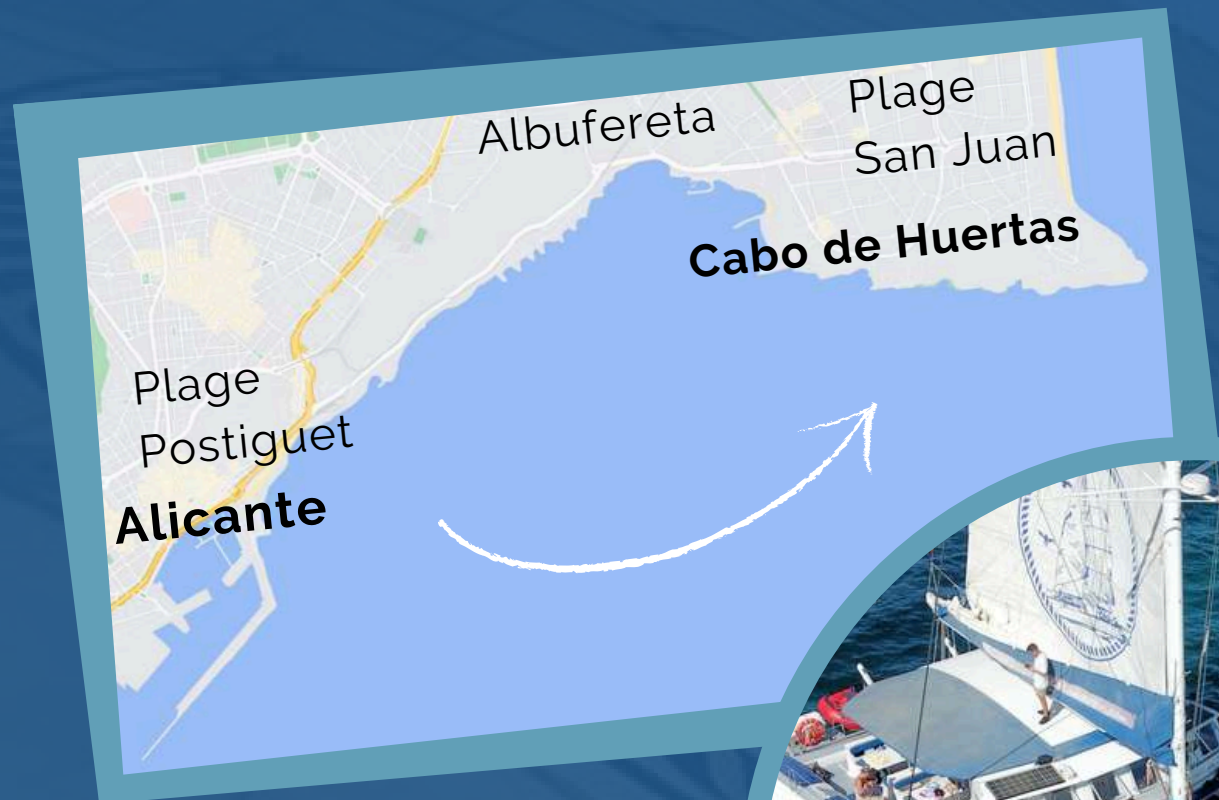 Albufereta
Plage
San Juan
Cabo de Huertas
Plage
Postiguet
Alicante